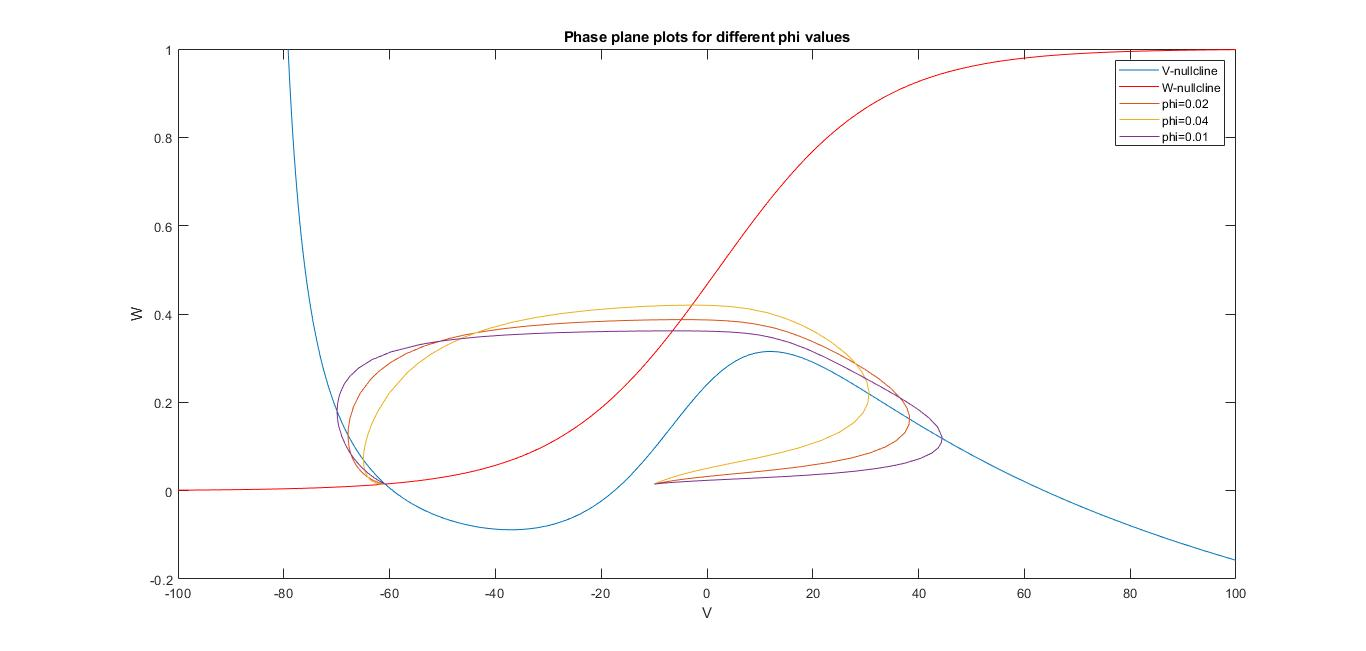 Phase plane plots for different phi values
1
0.8
0.6
0.4
0.2
0
-0.2
W
-100
-80
-60
-40
-20
0
20
40
60
80
100
V
V-nullcline
W-nullcline
phi=0.02
phi=0.04
phi=0.01